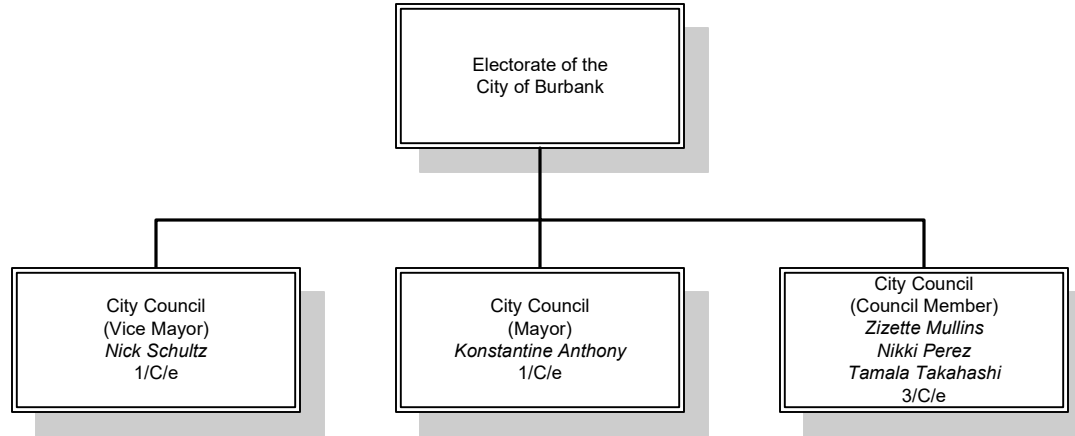 Electorate of the
City of Burbank
City Council
(Vice Mayor)
Nick Schultz
1/C/e
City Council
(Mayor)
Konstantine Anthony
1/C/e
City Council
(Council Member)
Zizette Mullins
Nikki Perez
Tamala Takahashi
3/C/e